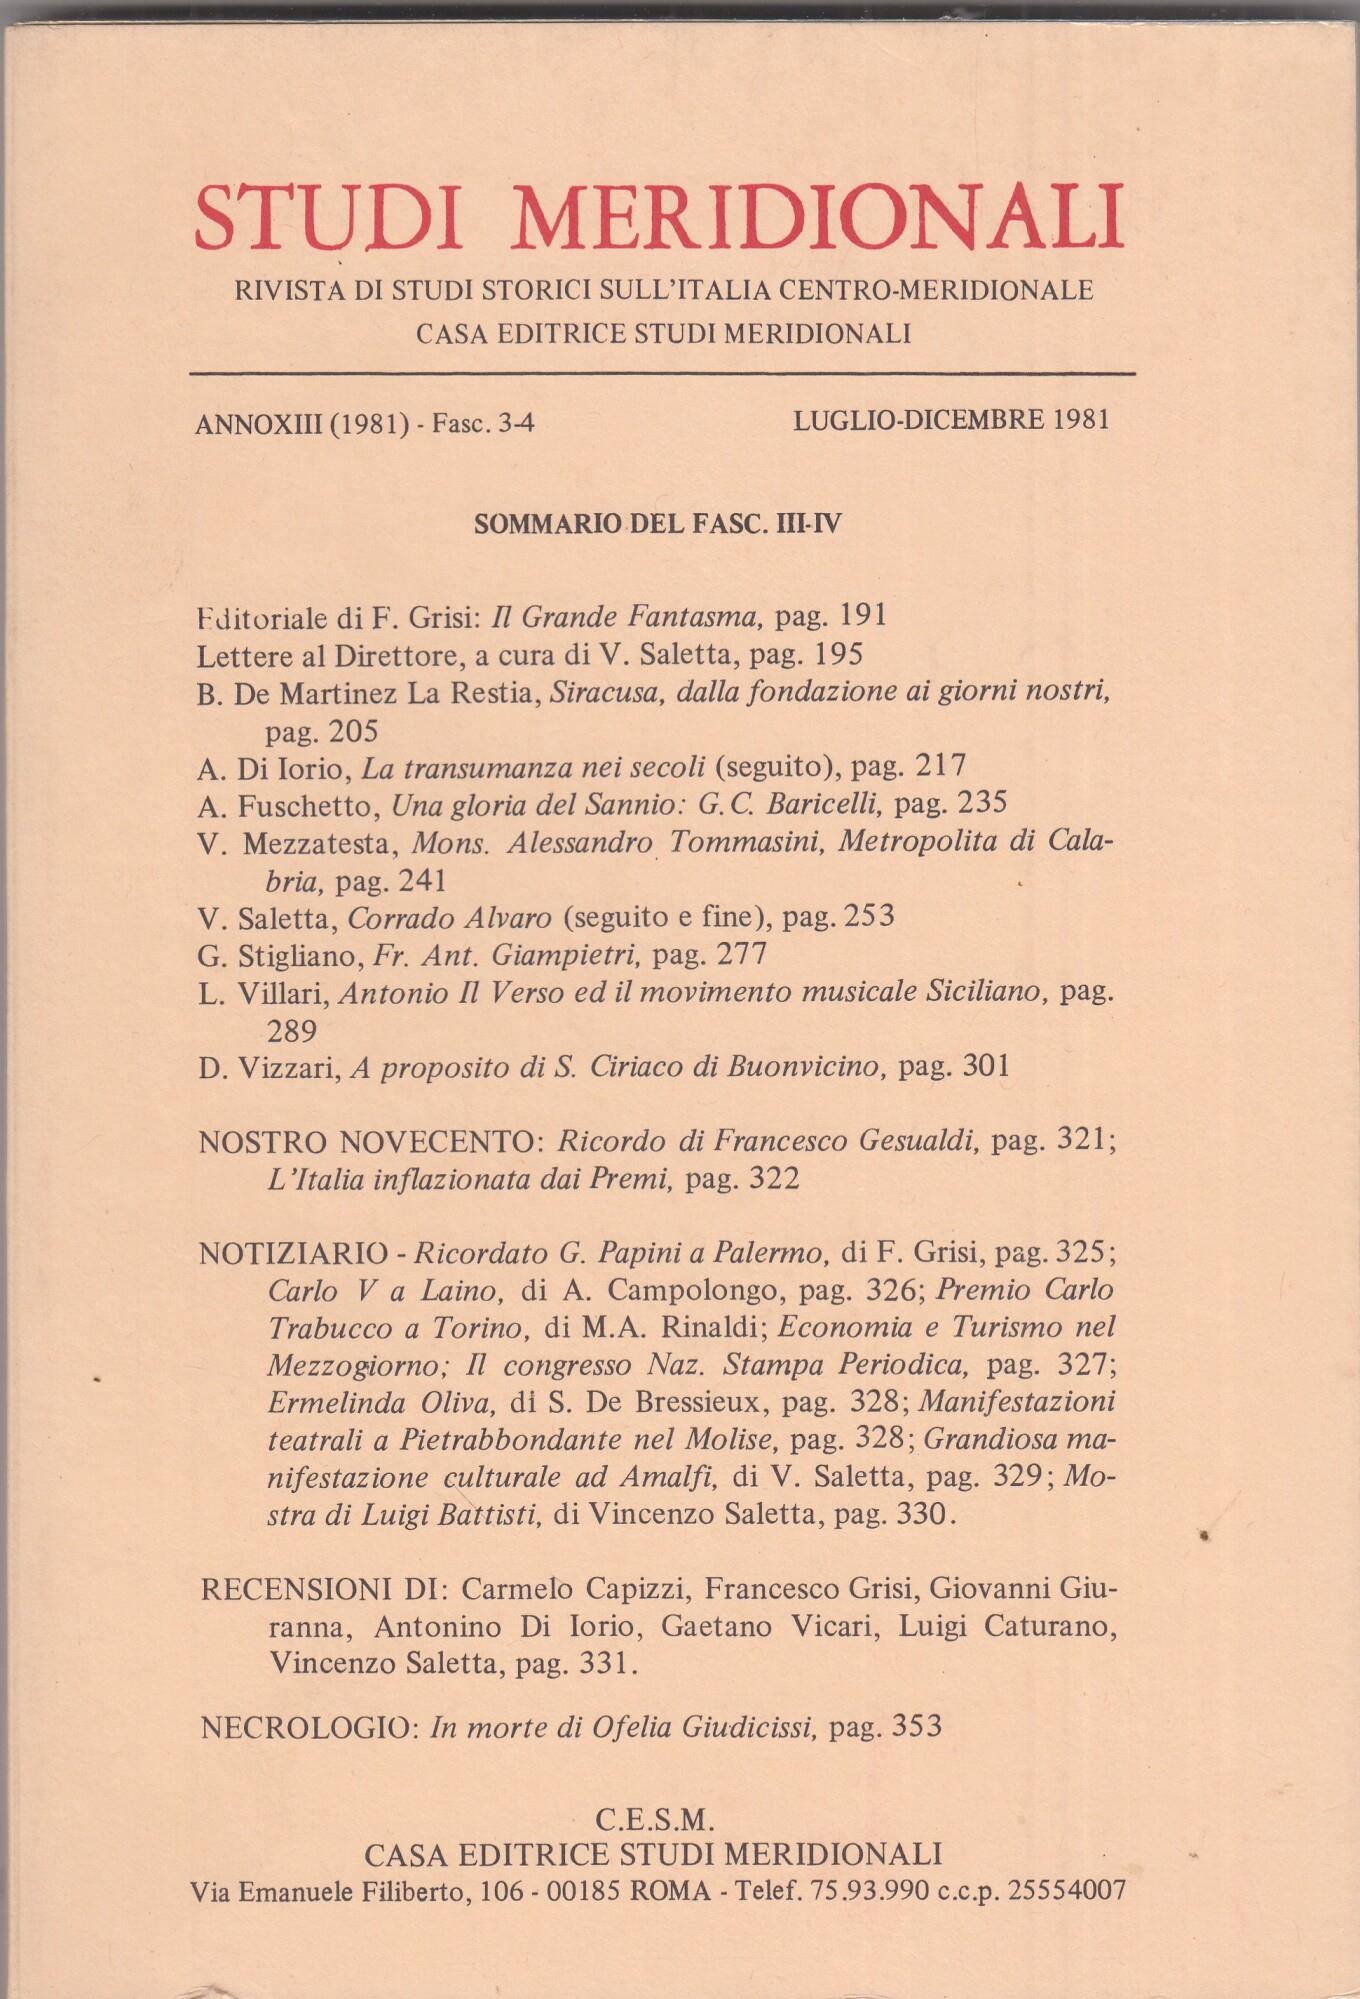 STUDI MERIDIONALI
RIVISTA DI STUDI STORICI SULL'ITALIA CENTRO-MERIDIONALE
CASA EDITRICE STUDI MERIDIONALI
ANNOXIII (1981) - Fasc. 3-4 LUGLIO-DICEMBRE 1981
SOMMARIO DEL FASC. III-IV
Editoriale di F. Grisi: Il Grande Fantasma, pag. 191
Lettere al Direttore, a cura di V. Saletta, pag. 195
B. De Martinez La Restia, Siracusa, dalla fondazione ai giorni nostri,
pag. 205
A. Di Iorio, La transumanza nei secoli (seguito), pag. 217
A. Fuschetto, Una gloria del Sannio: G.C. Baricelli, pag. 235
V. Mezzatesta, Mons. Alessandro Tommasini, Metropolita di Cala-
bria, pag. 241
V. Saletta, Corrado Alvaro (seguito e fine), pag. 253
G. Stigliano, Fr. Ant. Giampietri, pag. 277
L. Villari, Antonio Il Verso ed il movimento musicale Siciliano, pag.
289
D. Vizzari, A proposito di S. Ciriaco di Buonvicino, pag. 301
NOSTRO NOVECENTO: Ricordo di Francesco Gesualdi, pag. 321;
L'Italia inflazionata dai Premi, pag. 322
NOTIZIARIO - Ricordato G. Papini a Palermo, di F. Grisi, pag. 325;
Carlo V a Laino, di A. Campolongo, pag. 326; Premio Carlo
Trabucco a Torino, di M.A. Rinaldi; Economia e Turismo nel
Mezzogiorno; Il congresso Naz. Stampa Periodica, pag. 327;
Ermelinda Oliva, di S. De Bressieux, pag. 328; Manifestazioni
teatrali a Pietrabbondante nel Molise, pag. 328; Grandiosa ma-
nifestazione culturale ad Amalfi, di V. Saletta, pag. 329; Mo-
stra di Luigi Battisti, di Vincenzo Saletta, pag. 330.
RECENSIONI DI: Carmelo Capizzi, Francesco Grisi, Giovanni Giu-
ranna, Antonino Di Iorio, Gaetano Vicari, Luigi Caturano,
Vincenzo Saletta, pag. 331.
NECROLOGIO: In morte di Ofelia Giudicissi, pag. 353
C.E.S.M.
CASA EDITRICE STUDI MERIDIONALI
Via Emanuele Filiberto, 106 - 00185 ROMA - Telef. 75.93.990 c.c.p. 25554007